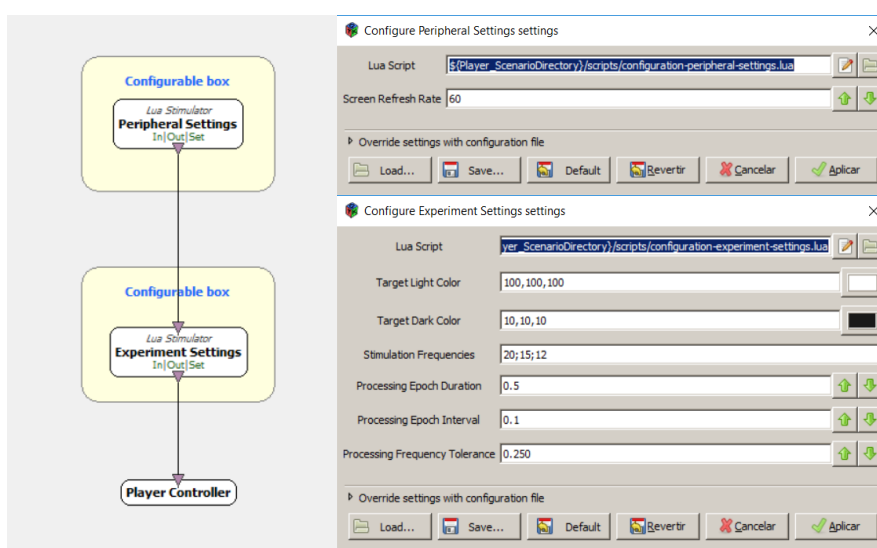 Configurable box
Lua Stimulator
Peripheral Settings
In|Out|Set
Configurable box
Lua Stimulator
Experiment Settings
In|Out|Set
Player Controller
Configure Peripheral Settings settings
Lua Script ${Player_ScenarioDirectory}/scripts/configuration-peripheral-settings.lua
Screen Refresh Rate 60
Override settings with configuration file
Load... Save... Default Revertir Cancelar Aplicar
Configure Experiment Settings settings
Lua Script yer_ScenarioDirectory}/scripts/configuration-experiment-settings.lua
Target Light Color 100,100,100
Target Dark Color 10,10,10
Stimulation Frequencies 20;15;12
Processing Epoch Duration 0.5
Processing Epoch Interval 0.1
Processing Frequency Tolerance 0.250
Override settings with configuration file
Load... Save... Default Revertir Cancelar Aplicar